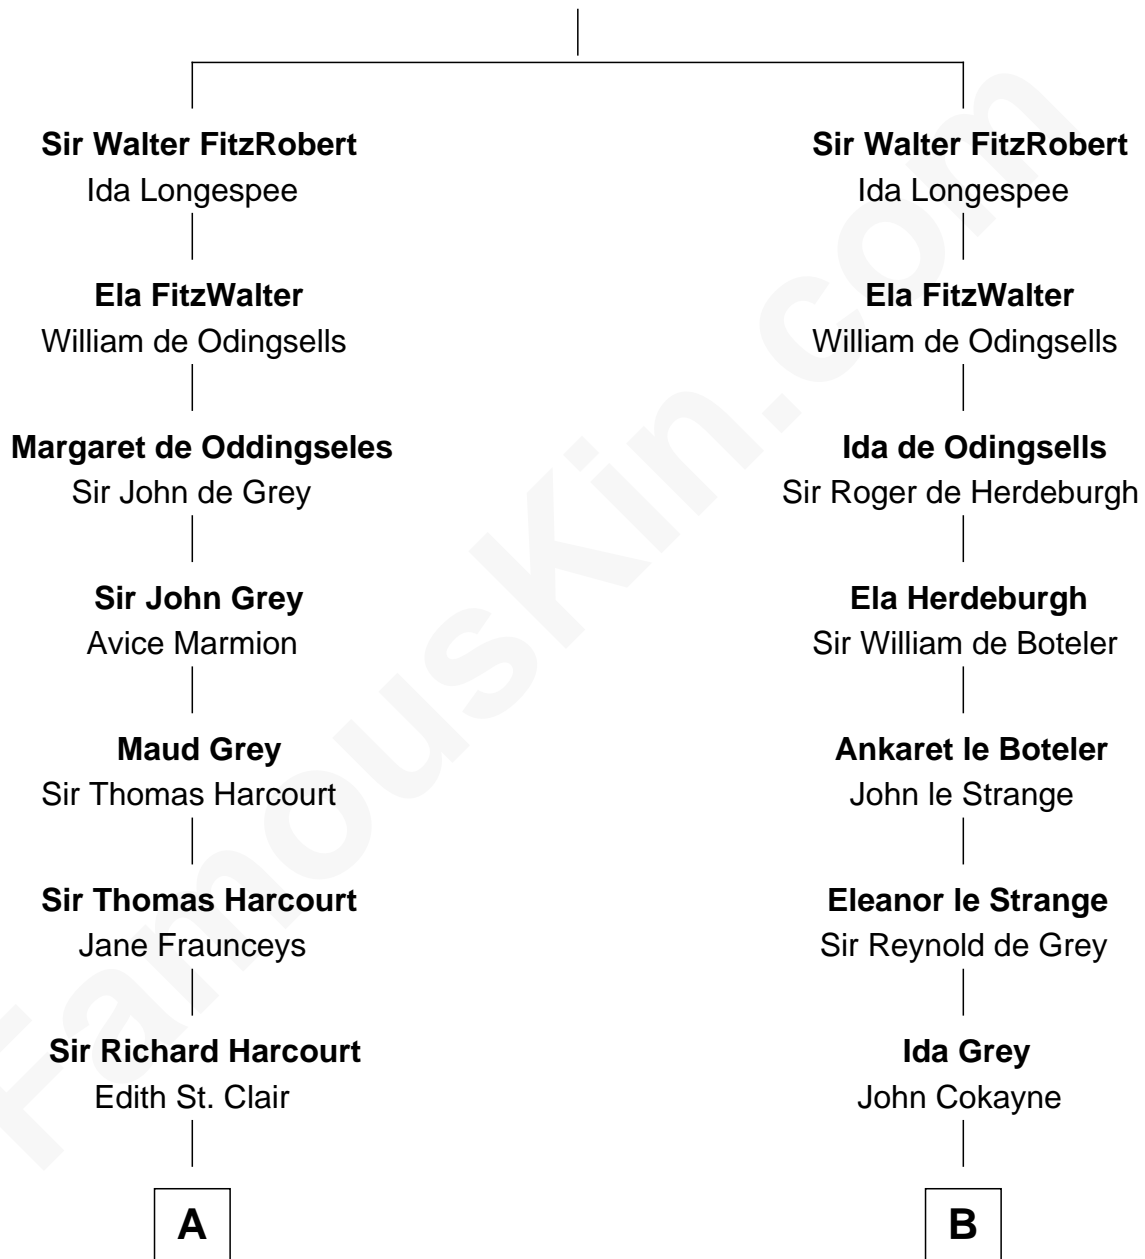 Sir Walter FitzRobert
Ida Longespee
Ela FitzWalter
William de Odingsells
Margaret de Oddingseles
Sir John de Grey
Sir John Grey
Avice Marmion
Maud Grey
Sir Thomas Harcourt
Sir Thomas Harcourt
Jane Fraunceys
Sir Richard Harcourt
Edith St. Clair
A
Sir Walter FitzRobert
Ida Longespee
Ela FitzWalter
William de Odingsells
Ida de Odingsells
Sir Roger de Herdeburgh
Ela Herdeburgh
Sir William de Boteler
Ankaret le Boteler
John le Strange
Eleanor le Strange
Sir Reynold de Grey
Ida Grey
John Cokayne
B
FamousKin.com